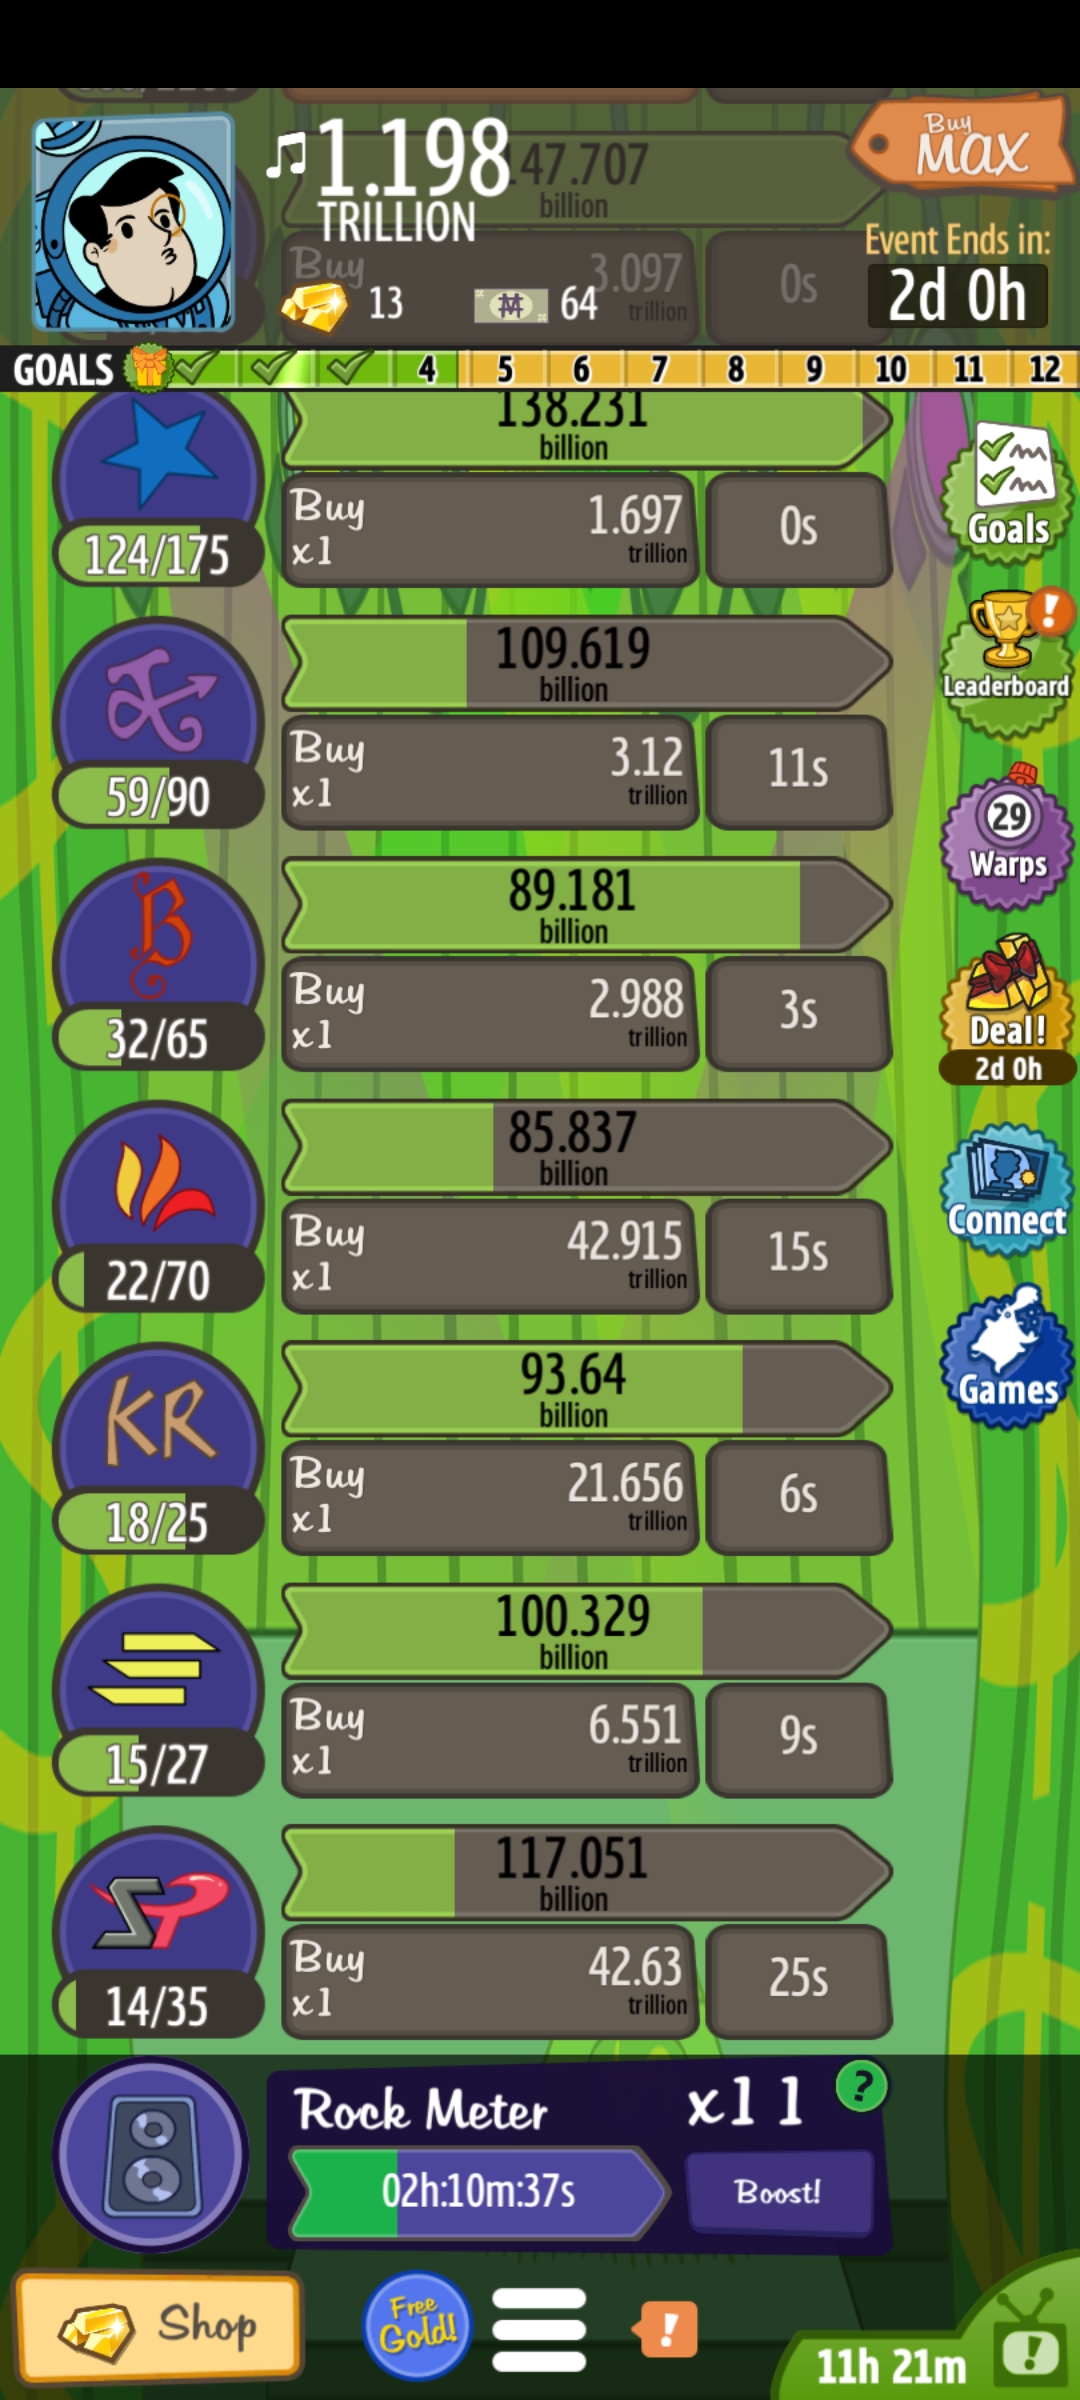 1.198
TRILLION
47.707
billion
Buy
MAX
Event Ends in:
2d 0h
Buy
3.097
trillion
0s
13
64
GOALS
4 5 6 7 8 9 10 11 12
138.231
billion
Buy
x1
1.697
trillion
0s
124/175
Goals
109.619
billion
Buy
x1
3.12
trillion
11s
59/90
Leaderboard
29
Warps
89.181
billion
Buy
x1
2.988
trillion
3s
B
32/65
Deal!
2d 0h
85.837
billion
Buy
x1
42.915
trillion
15s
22/70
Connect
93.64
billion
Buy
x1
21.656
trillion
6s
KR
18/25
Games
100.329
billion
Buy
x1
6.551
trillion
9s
15/27
117.051
billion
Buy
x1
42.63
trillion
25s
SP
14/35
Rock Meter
x11
?
02h:10m:37s
Boost!
Shop
Free
Gold!
!
11h 21m
!